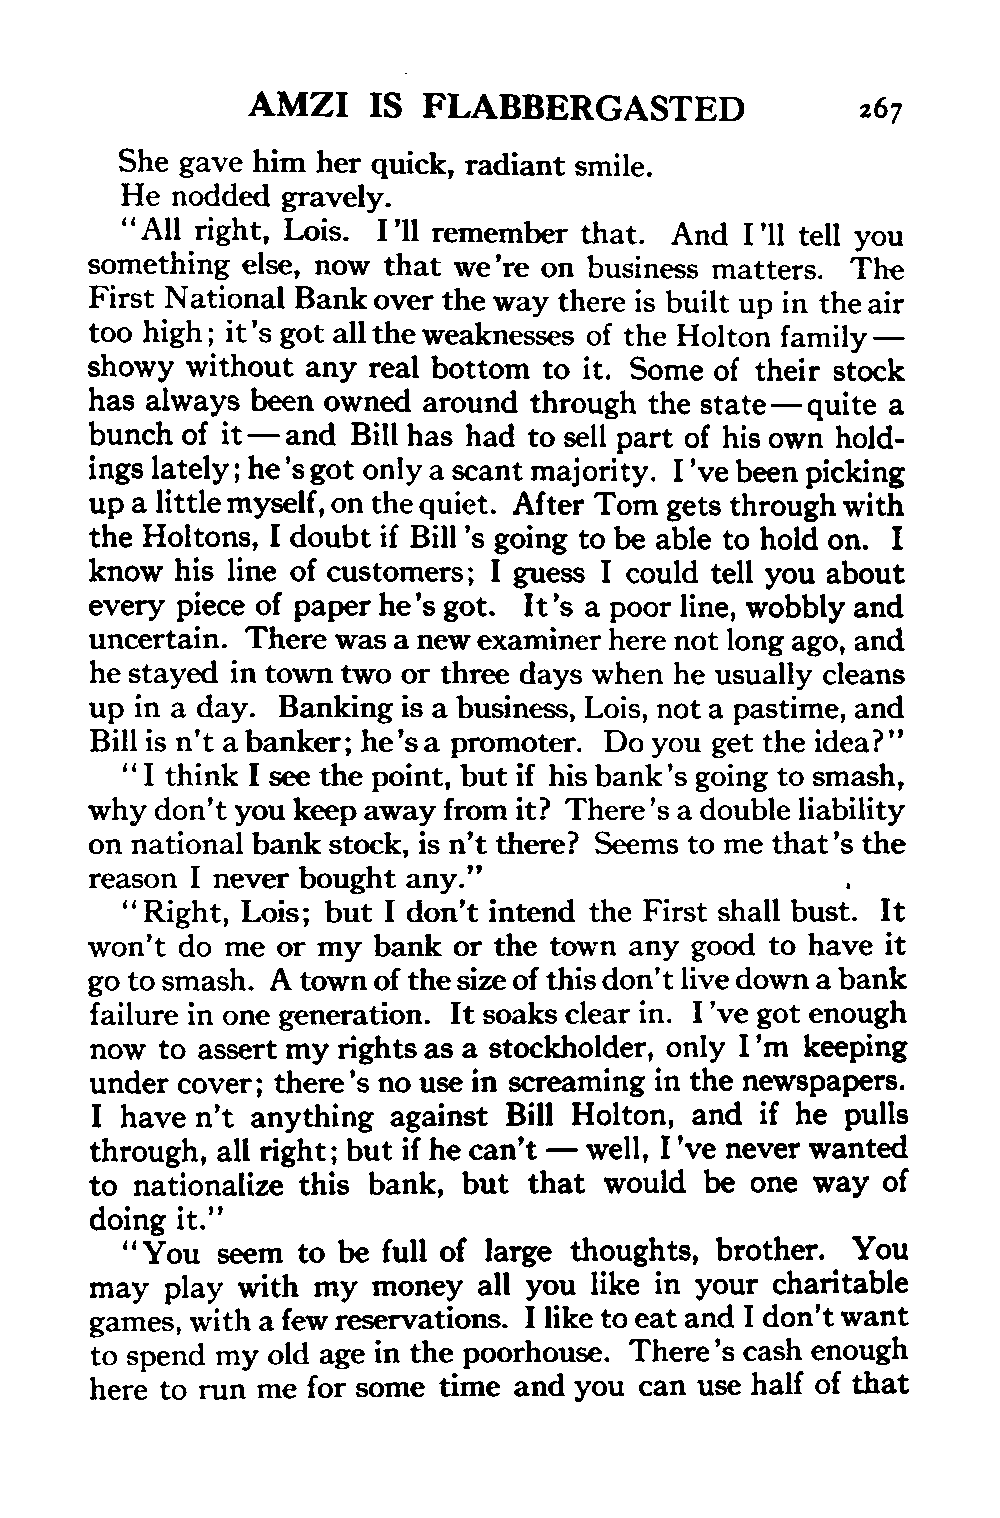 AMZI IS FLABBERGASTED 267
She gave him her quick, radiant smile.
He nodded gravely.
"All right, Lois. I'll remember that. And I'll tell you
something else, now that we're on business matters. The
First National Bank over the way there is built up in the air
too high; it's got all the weaknesses of the Holton family—
showy without any real bottom to it. Some of their stock
has always been owned around through the state—quite a
bunch of it—and Bill has had to sell part of his own hold-
ings lately; he's got only a scant majority. I've been picking
up a little myself, on the quiet. After Tom gets through with
the Holtons, I doubt if Bill's going to be able to hold on. I
know his line of customers; I guess I could tell you about
every piece of paper he's got. It's a poor line, wobbly and
uncertain. There was a new examiner here not long ago, and
he stayed in town two or three days when he usually cleans
up in a day. Banking is a business, Lois, not a pastime, and
Bill is n't a banker; he's a promoter. Do you get the idea?"
"I think I see the point, but if his bank's going to smash,
why don't you keep away from it? There's a double liability
on national bank stock, is n't there? Seems to me that's the
reason I never bought any."
"Right, Lois; but I don't intend the First shall bust. It
won't do me or my bank or the town any good to have it
go to smash. A town of the size of this don't live down a bank
failure in one generation. It soaks clear in. I've got enough
now to assert my rights as a stockholder, only I'm keeping
under cover; there's no use in screaming in the newspapers.
I have n't anything against Bill Holton, and if he pulls
through, all right; but if he can't — well, I've never wanted
to nationalize this bank, but that would be one way of
doing it."
"You seem to be full of large thoughts, brother. You
may play with my money all you like in your charitable
games, with a few reservations. I like to eat and I don't want
to spend my old age in the poorhouse. There's cash enough
here to run me for some time and you can use half of that